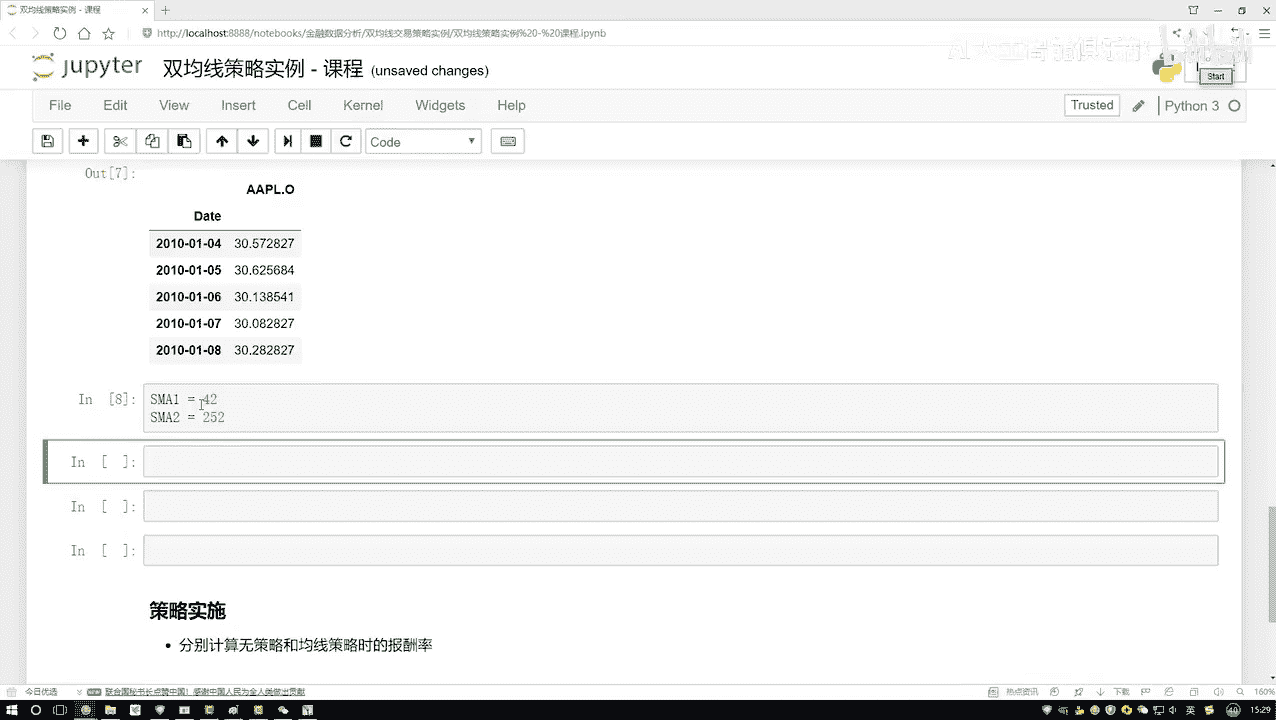 双均线策略实例 - 课程
http://localhost:8888/notebooks/金融数据分析/双均线交易策略实例/双均线策略实例%20-%20课程.ipynb
jupyter 双均线策略实例 - 课程 (unsaved changes)
Start
File Edit View Insert Cell Kernel Widgets Help
Trusted Python 3
Code
Out[7]:
AAPL.O
Date
2010-01-04 30.572827
2010-01-05 30.625684
2010-01-06 30.138541
2010-01-07 30.082827
2010-01-08 30.282827
In [8]: SMA1 = 42
SMA2 = 252
In [ ]:
In [ ]:
In [ ]:
策略实施
• 分别计算无策略和均线策略时的报酬率
今日优选
联合国秘书长点赞中国！感谢中国人民为全人类做出贡献
热点资讯
下载
160%
英
15:29